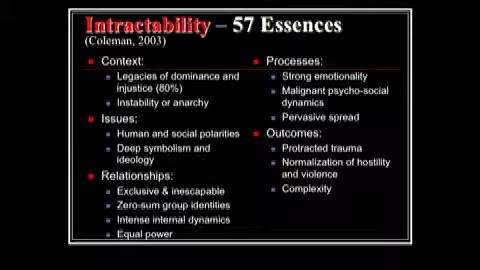 Intractability – 57 Essences
(Coleman, 2003)
Context:
Legacies of dominance and
injustice (80%)
Instability or anarchy
Issues:
Human and social polarities
Deep symbolism and
ideology
Relationships:
Exclusive & inescapable
Zero-sum group identities
Intense internal dynamics
Equal power
Processes:
Strong emotionality
Malignant psycho-social
dynamics
Pervasive spread
Outcomes:
Protracted trauma
Normalization of hostility
and violence
Complexity